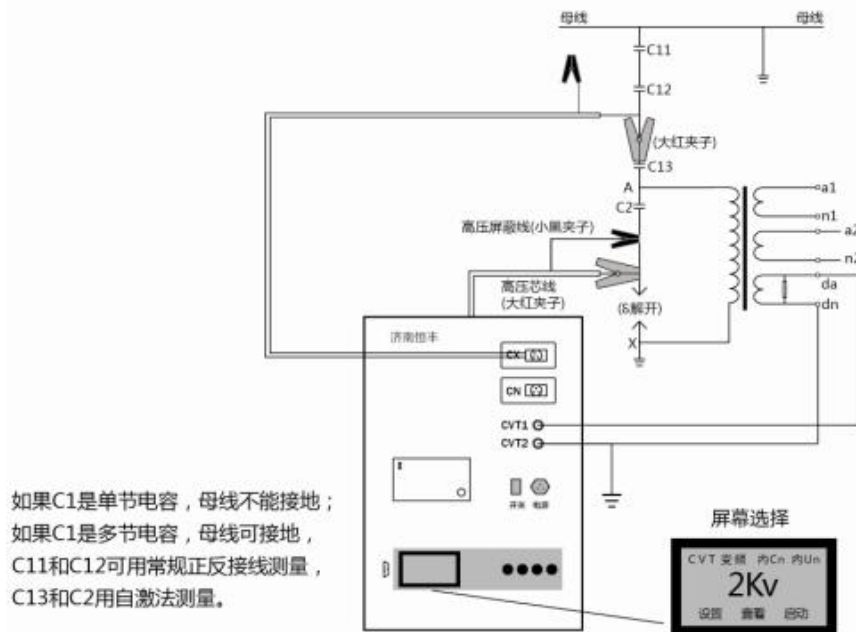 母线 母线
C11
C12
(大红夹子)
C13
A
C2
a1
n1
a2
n2
da
dn
高压屏蔽线(小黑夹子)
高压芯线
(大红夹子)
(δ解开)
X
济南恒丰
CX
CN
CVT1
CVT2
开关 电源
如果C1是单节电容，母线不能接地；
如果C1是多节电容，母线可接地，
C11和C12可用常规正反接线测量，
C13和C2用自激法测量。
屏幕选择
CVT 变频 内Cn 内Un
2Kv
设置 查看 启动